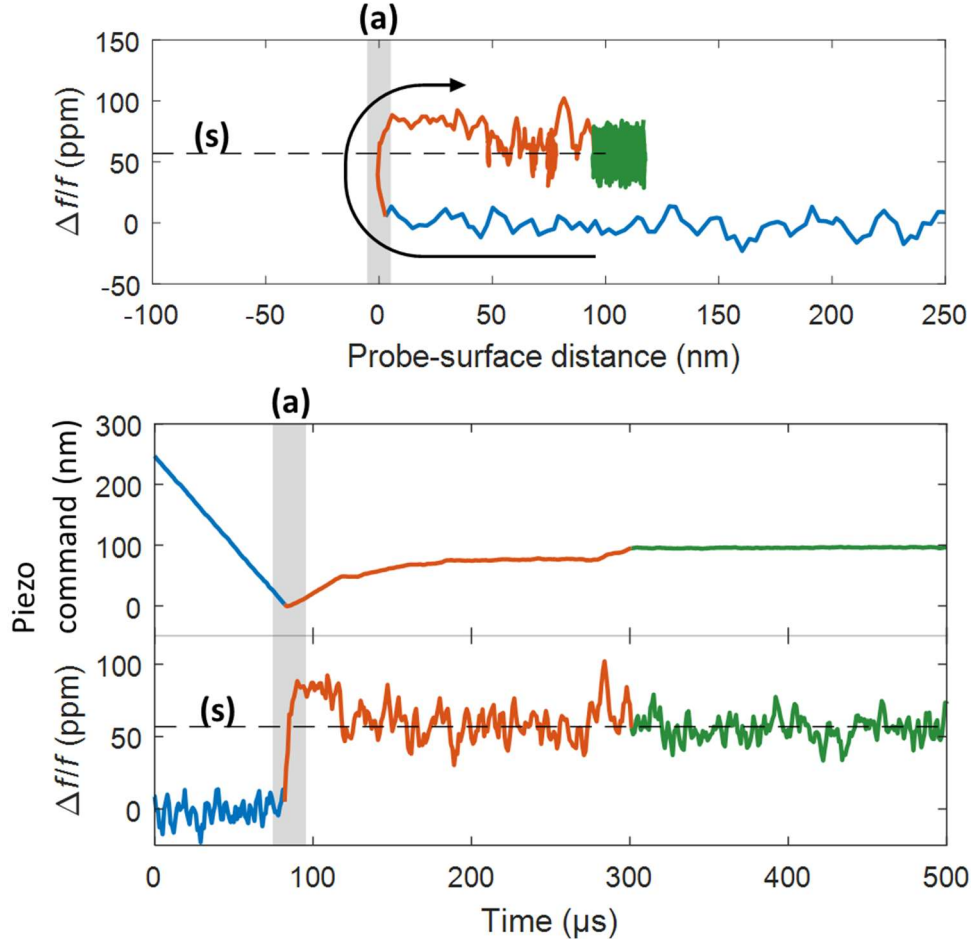 (a)
150
100
50
0
-50
Δf/f (ppm)
(s)
-100 -50 0 50 100 150 200 250
Probe-surface distance (nm)
(a)
300
200
100
0
Piezo
command (nm)
100
50
0
Δf/f (ppm)
(s)
0 100 200 300 400 500
Time (μs)